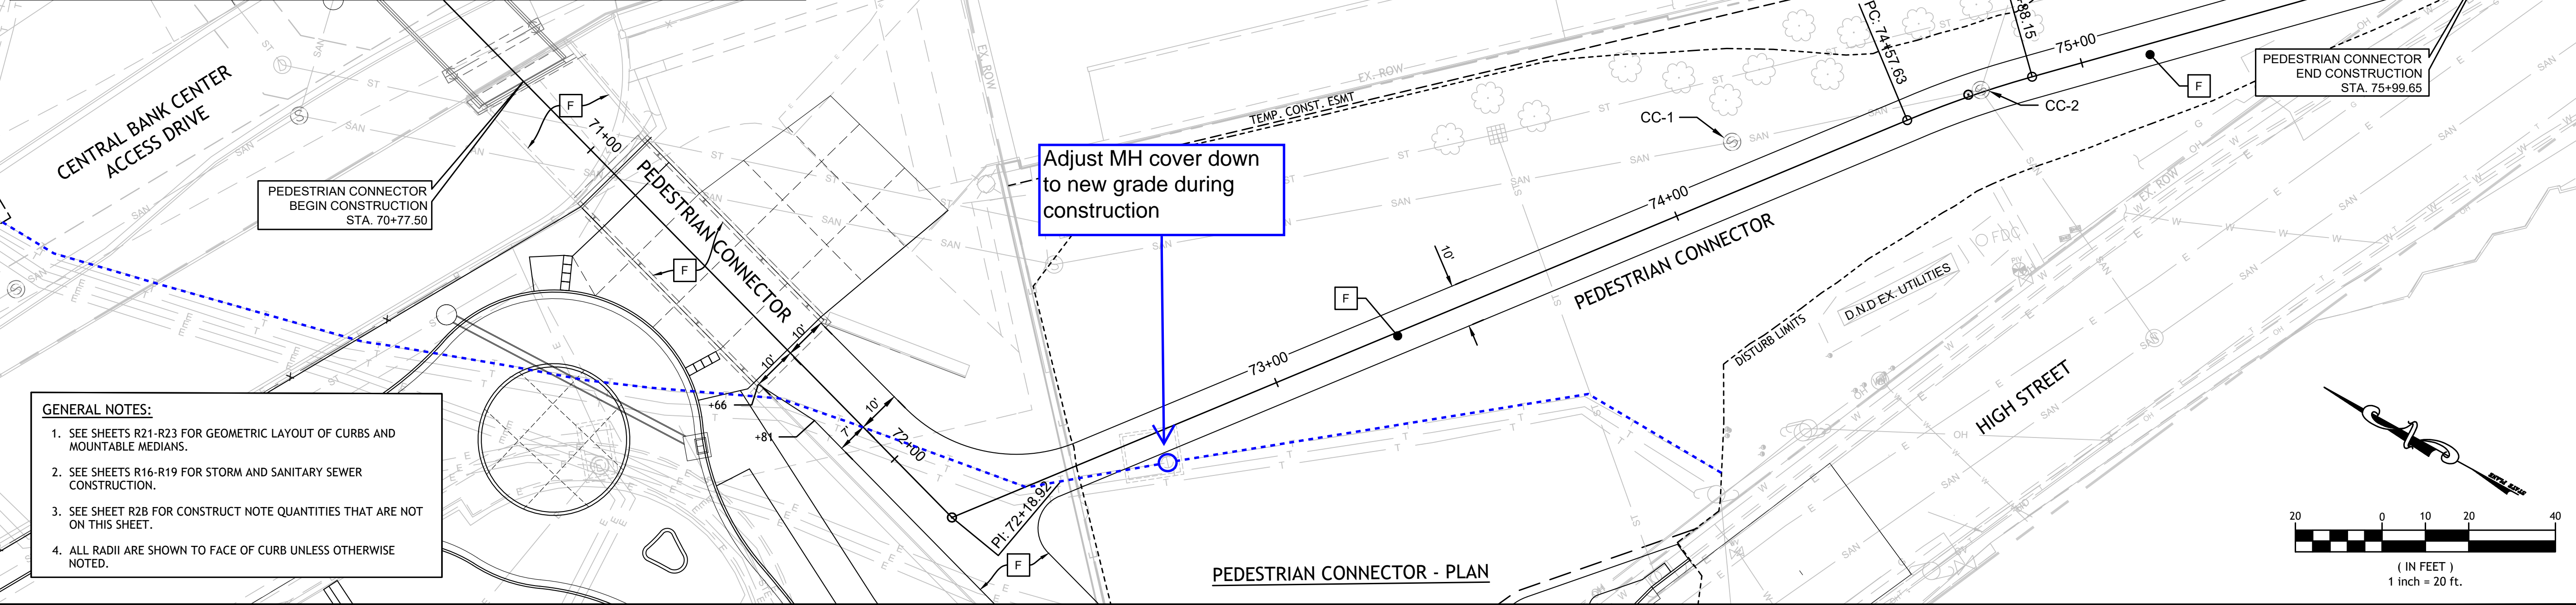 CENTRAL BANK CENTER
ACCESS DRIVE
PEDESTRIAN CONNECTOR
BEGIN CONSTRUCTION
STA. 70+77.50
F
71+00
PEDESTRIAN CONNECTOR
F
10'
10'
10'
7'
+66
+81
72+00
PI: 72+18.92
F
EX. ROW
EX. ROW
TEMP. CONST. ESMT
Adjust MH cover down
to new grade during
construction
73+00
F
10'
74+00
PEDESTRIAN CONNECTOR
CC-1
PC: 74+57.63
+88.15
CC-2
75+00
F
PEDESTRIAN CONNECTOR
END CONSTRUCTION
STA. 75+99.65
EX. ROW
FDC
D.N.D EX. UTILITIES
DISTURB LIMITS
HIGH STREET
GENERAL NOTES:
1. SEE SHEETS R21-R23 FOR GEOMETRIC LAYOUT OF CURBS AND
MOUNTABLE MEDIANS.
2. SEE SHEETS R16-R19 FOR STORM AND SANITARY SEWER
CONSTRUCTION.
3. SEE SHEET R2B FOR CONSTRUCT NOTE QUANTITIES THAT ARE NOT
ON THIS SHEET.
4. ALL RADII ARE SHOWN TO FACE OF CURB UNLESS OTHERWISE
NOTED.
PEDESTRIAN CONNECTOR - PLAN
STATE PLANE
20 0 10 20 40
( IN FEET )
1 inch = 20 ft.